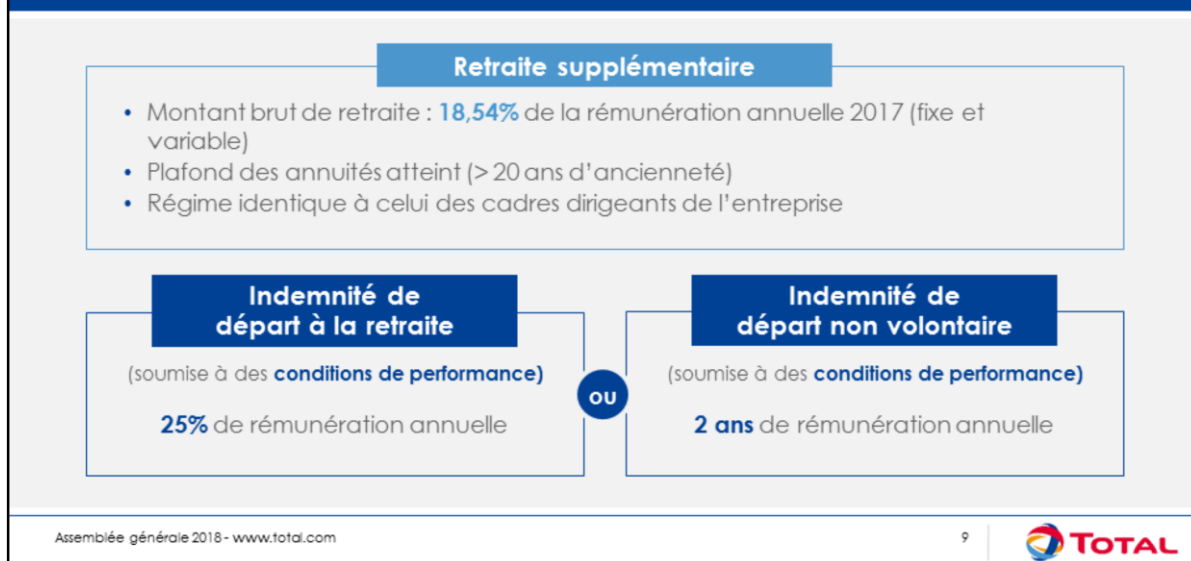 Retraite supplémentaire
• Montant brut de retraite : 18,54% de la rémunération annuelle 2017 (fixe et
variable)
• Plafond des annuités atteint (> 20 ans d'ancienneté)
• Régime identique à celui des cadres dirigeants de l'entreprise
Indemnité de
départ à la retraite
(soumise à des conditions de performance)
25% de rémunération annuelle
ou
Indemnité de
départ non volontaire
(soumise à des conditions de performance)
2 ans de rémunération annuelle
Assemblée générale 2018 - www.total.com
9
TOTAL